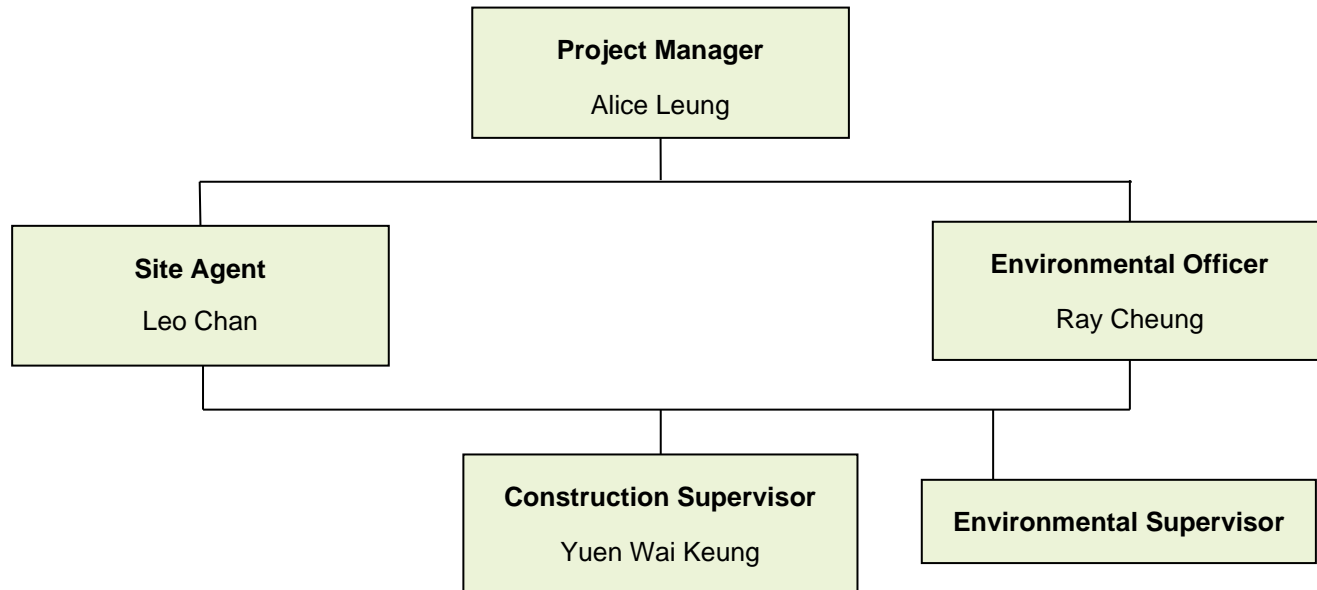 Project Manager
Alice Leung
Site Agent
Leo Chan
Environmental Officer
Ray Cheung
Construction Supervisor
Yuen Wai Keung
Environmental Supervisor